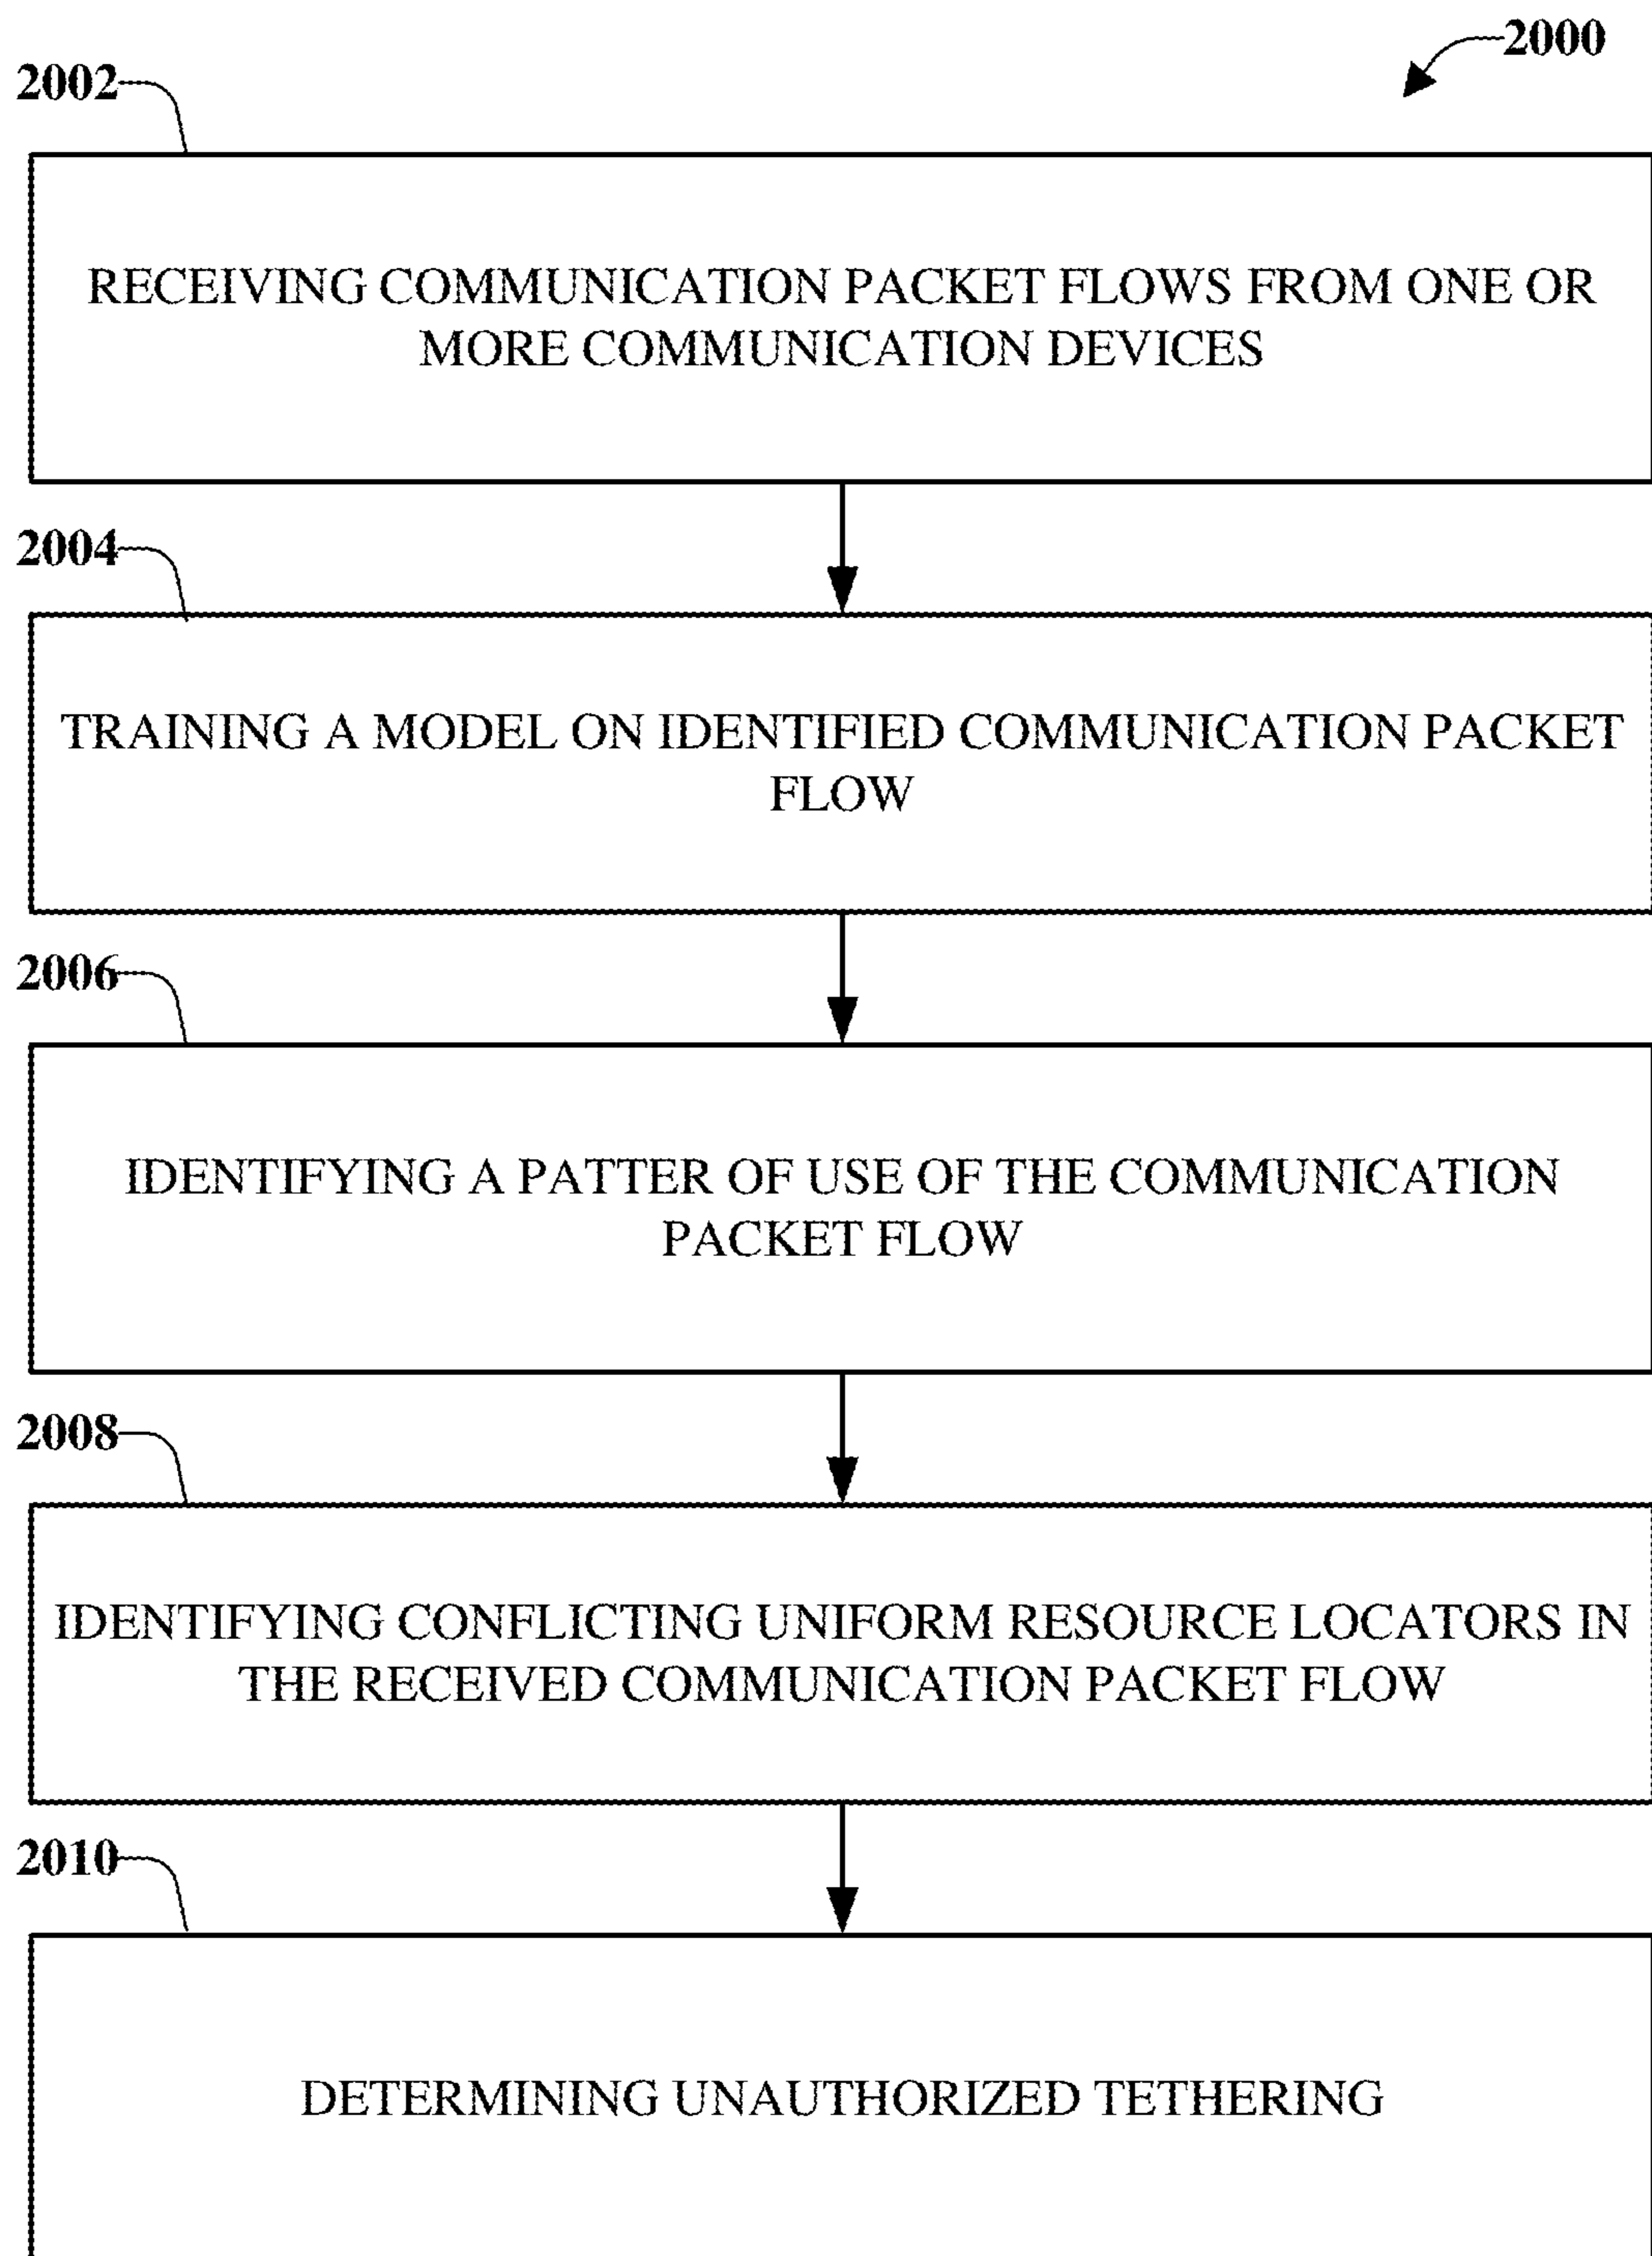 2000
2002
RECEIVING COMMUNICATION PACKET FLOWS FROM ONE OR
MORE COMMUNICATION DEVICES
2004
TRAINING A MODEL ON IDENTIFIED COMMUNICATION PACKET
FLOW
2006
IDENTIFYING A PATTER OF USE OF THE COMMUNICATION
PACKET FLOW
2008
IDENTIFYING CONFLICTING UNIFORM RESOURCE LOCATORS IN
THE RECEIVED COMMUNICATION PACKET FLOW
2010
DETERMINING UNAUTHORIZED TETHERING